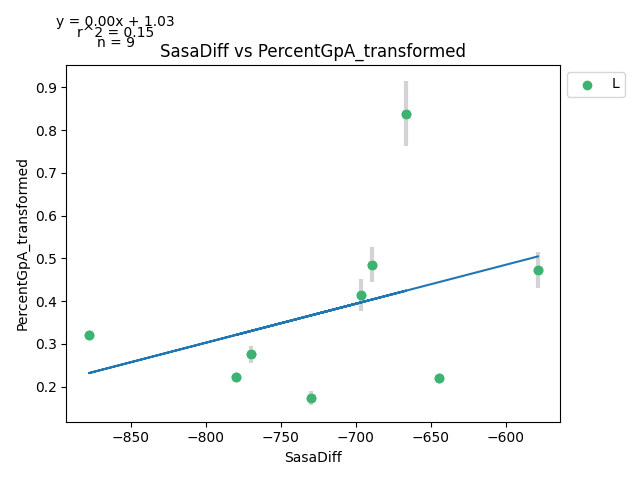 y = 0.00x + 1.03
r^2 = 0.15
n = 9
SasaDiff vs PercentGpA_transformed
L
PercentGpA_transformed
0.9
0.8
0.7
0.6
0.5
0.4
0.3
0.2
−850
−800
−750
−700
−650
−600
SasaDiff